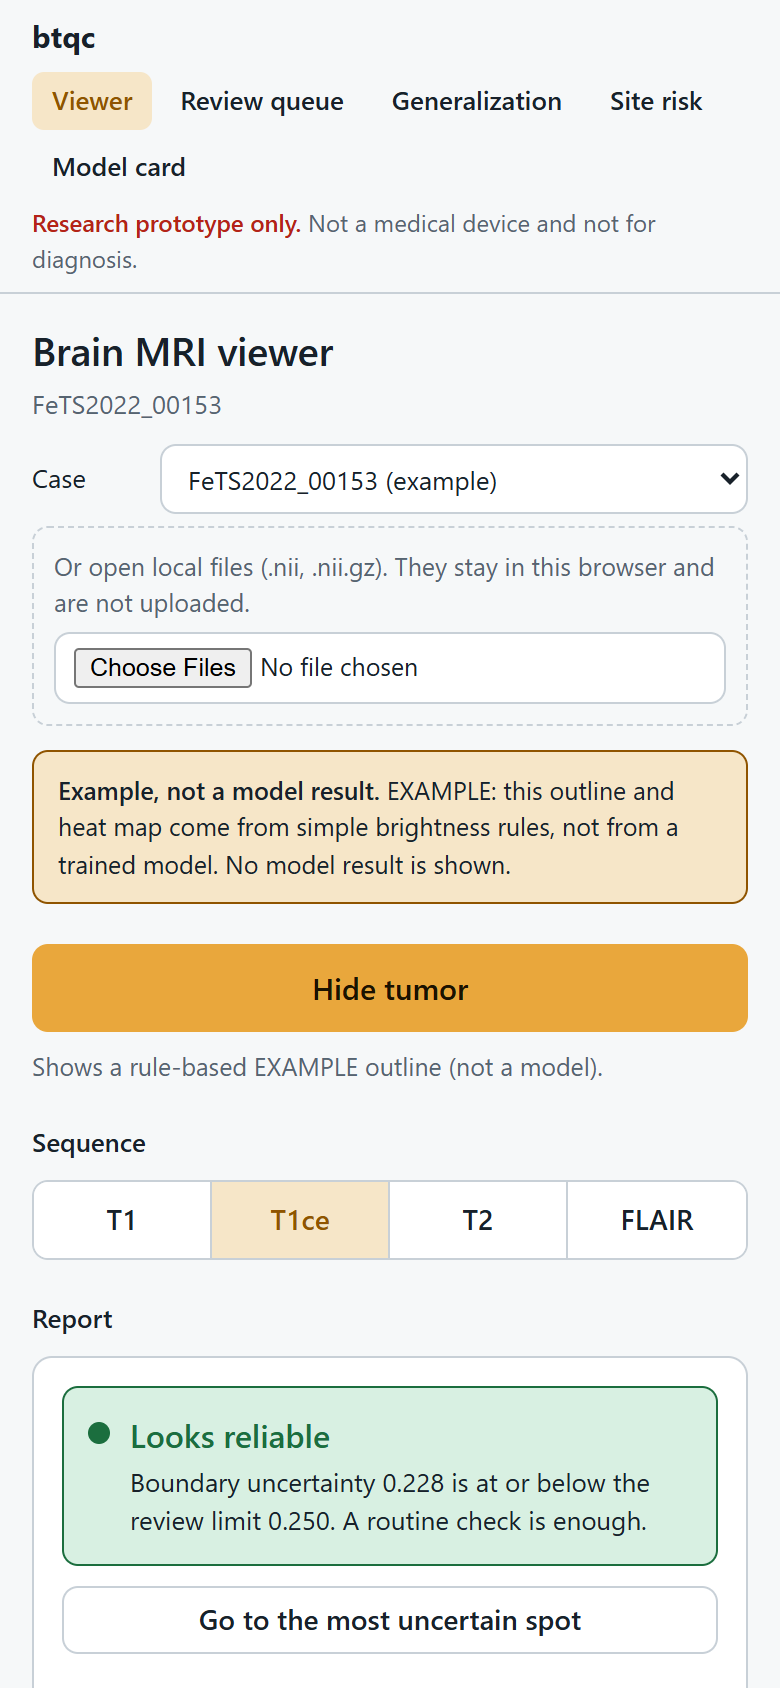 btqc
Viewer Review queue Generalization Site risk
Model card
Research prototype only. Not a medical device and not for
diagnosis.
Brain MRI viewer
FeTS2022_00153
Case FeTS2022_00153 (example)
Or open local files (.nii, .nii.gz). They stay in this browser and
are not uploaded.
Choose Files No file chosen
Example, not a model result. EXAMPLE: this outline and
heat map come from simple brightness rules, not from a
trained model. No model result is shown.
Hide tumor
Shows a rule-based EXAMPLE outline (not a model).
Sequence
T1 T1ce T2 FLAIR
Report
Looks reliable
Boundary uncertainty 0.228 is at or below the
review limit 0.250. A routine check is enough.
Go to the most uncertain spot